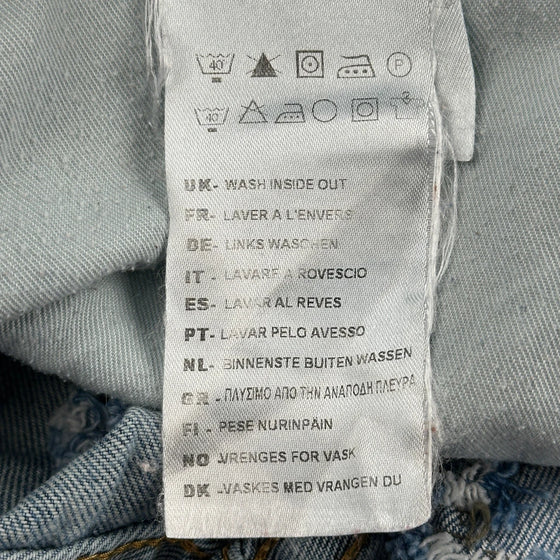 40° P
40°
UK- WASH INSIDE OUT
FR- LAVER A L'ENVERS
DE- LINKS WASCHEN
IT - LAVARE A ROVESCIO
ES- LAVAR AL REVES
PT- LAVAR PELO AVESSO
NL- BINNENSTE BUITEN WASSEN
GR- ΠΛΥΣΙΜΟ ΑΠΟ ΤΗΝ ΑΝΑΠΟΔΗ ΠΛΕΥΡΑ
FI - PESE NURINPÄIN
NO -VRENGES FOR VASK
DK -VASKES MED VRANGEN DU